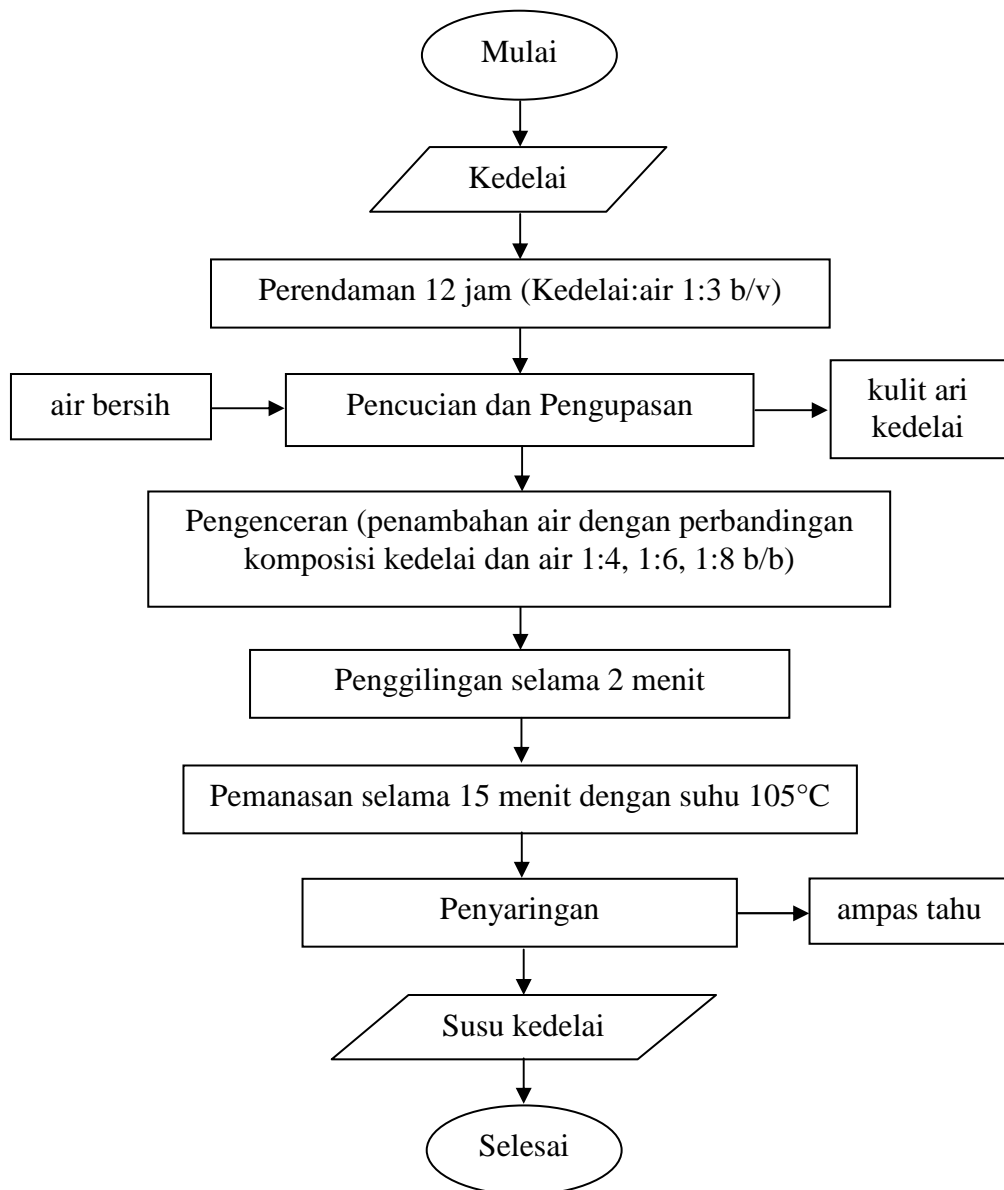 Mulai
Kedelai
Perendaman 12 jam (Kedelai:air 1:3 b/v)
air bersih
Pencucian dan Pengupasan
kulit ari
kedelai
Pengenceran (penambahan air dengan perbandingan
komposisi kedelai dan air 1:4, 1:6, 1:8 b/b)
Penggilingan selama 2 menit
Pemanasan selama 15 menit dengan suhu 105°C
Penyaringan
ampas tahu
Susu kedelai
Selesai